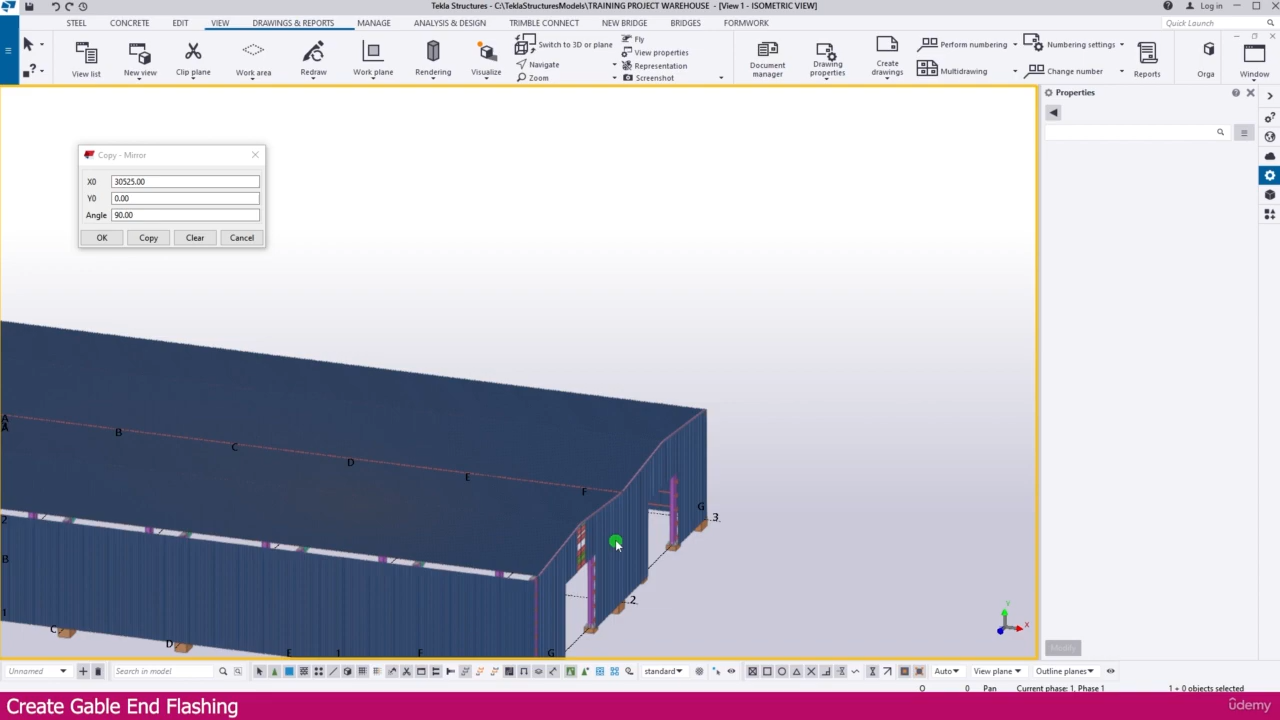 Tekla Structures - C:\TeklaStructuresModels\TRAINING PROJECT WAREHOUSE - [View 1 - ISOMETRIC VIEW]
Log in
STEEL CONCRETE EDIT VIEW DRAWINGS & REPORTS MANAGE ANALYSIS & DESIGN TRIMBLE CONNECT NEW BRIDGE BRIDGES FORMWORK
Quick Launch
View list
New view
Clip plane
Work area
Switch to 3D or plane
Navigate
Zoom
Redraw
Work plane
Rendering
Visualize
Fly
View properties
Representation
Screenshot
Document manager
Drawing properties
Create drawings
Perform numbering
Multidrawing
Numbering settings
Change number
Reports
Orga
Window
Properties
Copy - Mirror
X0 30525.00
Y0 0.00
Angle 90.00
OK Copy Clear Cancel
A
A
B
C
D
E
F
G
3
2
B
1
2
C
D
E
1
F
G
Y
X
Modify
Unnamed
Search in model
standard
Auto
View plane
Outline planes
O 0 Pan Current phase: 1, Phase 1 1 + 0 objects selected
Create Gable End Flashing
ûdemy